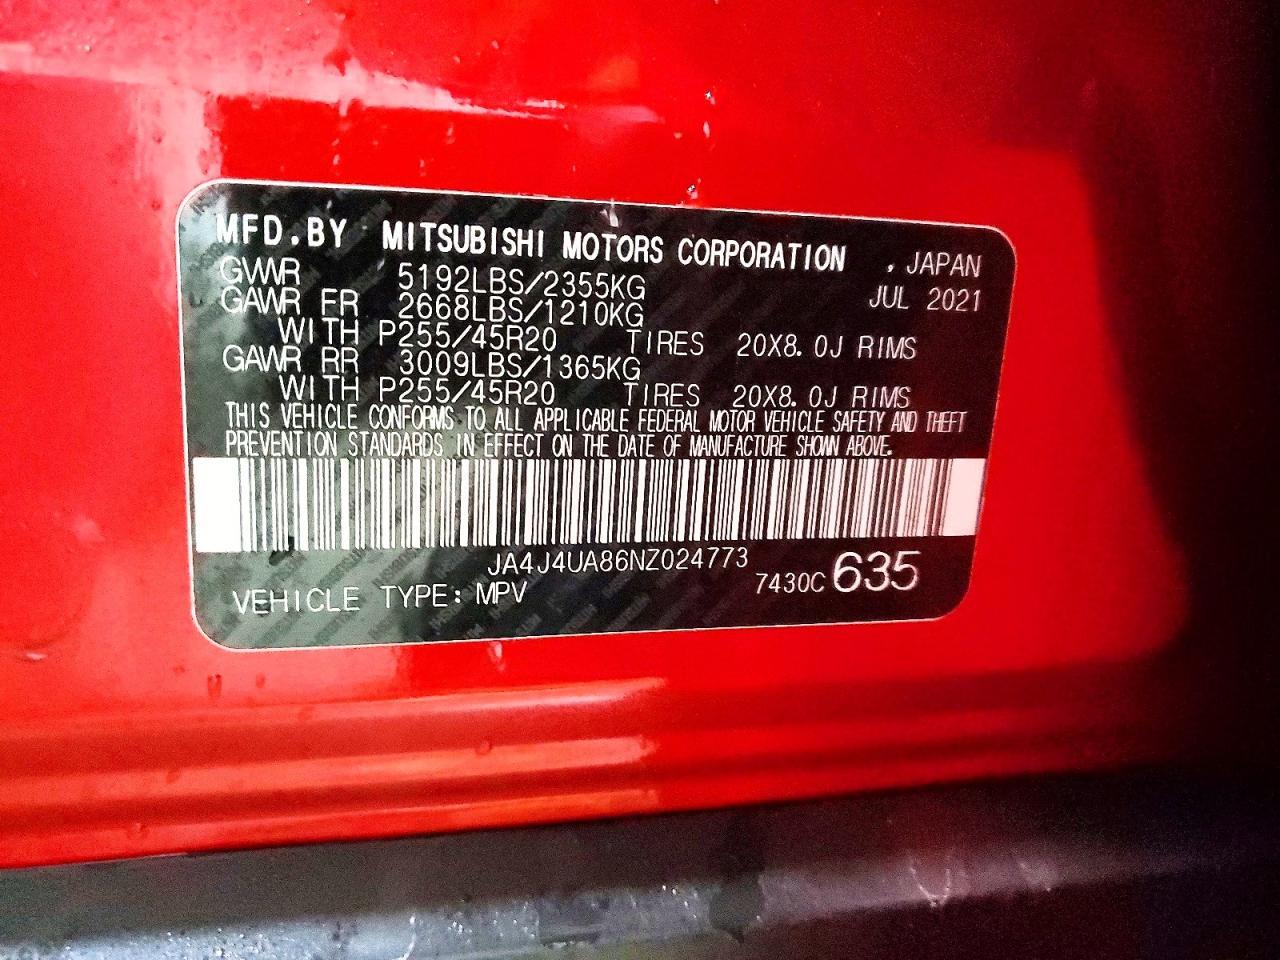 MFD.BY MITSUBISHI MOTORS CORPORATION , JAPAN
GVWR 5192LBS/2355KG JUL 2021
GAWR FR 2668LBS/1210KG
WITH P255/45R20 TIRES 20X8.0J RIMS
GAWR RR 3009LBS/1365KG
WITH P255/45R20 TIRES 20X8.0J RIMS
THIS VEHICLE CONFORMS TO ALL APPLICABLE FEDERAL MOTOR VEHICLE SAFETY AND THEFT
PREVENTION STANDARDS IN EFFECT ON THE DATE OF MANUFACTURE SHOWN ABOVE.
JA4J4UA86NZ024773
VEHICLE TYPE: MPV 7430C 635